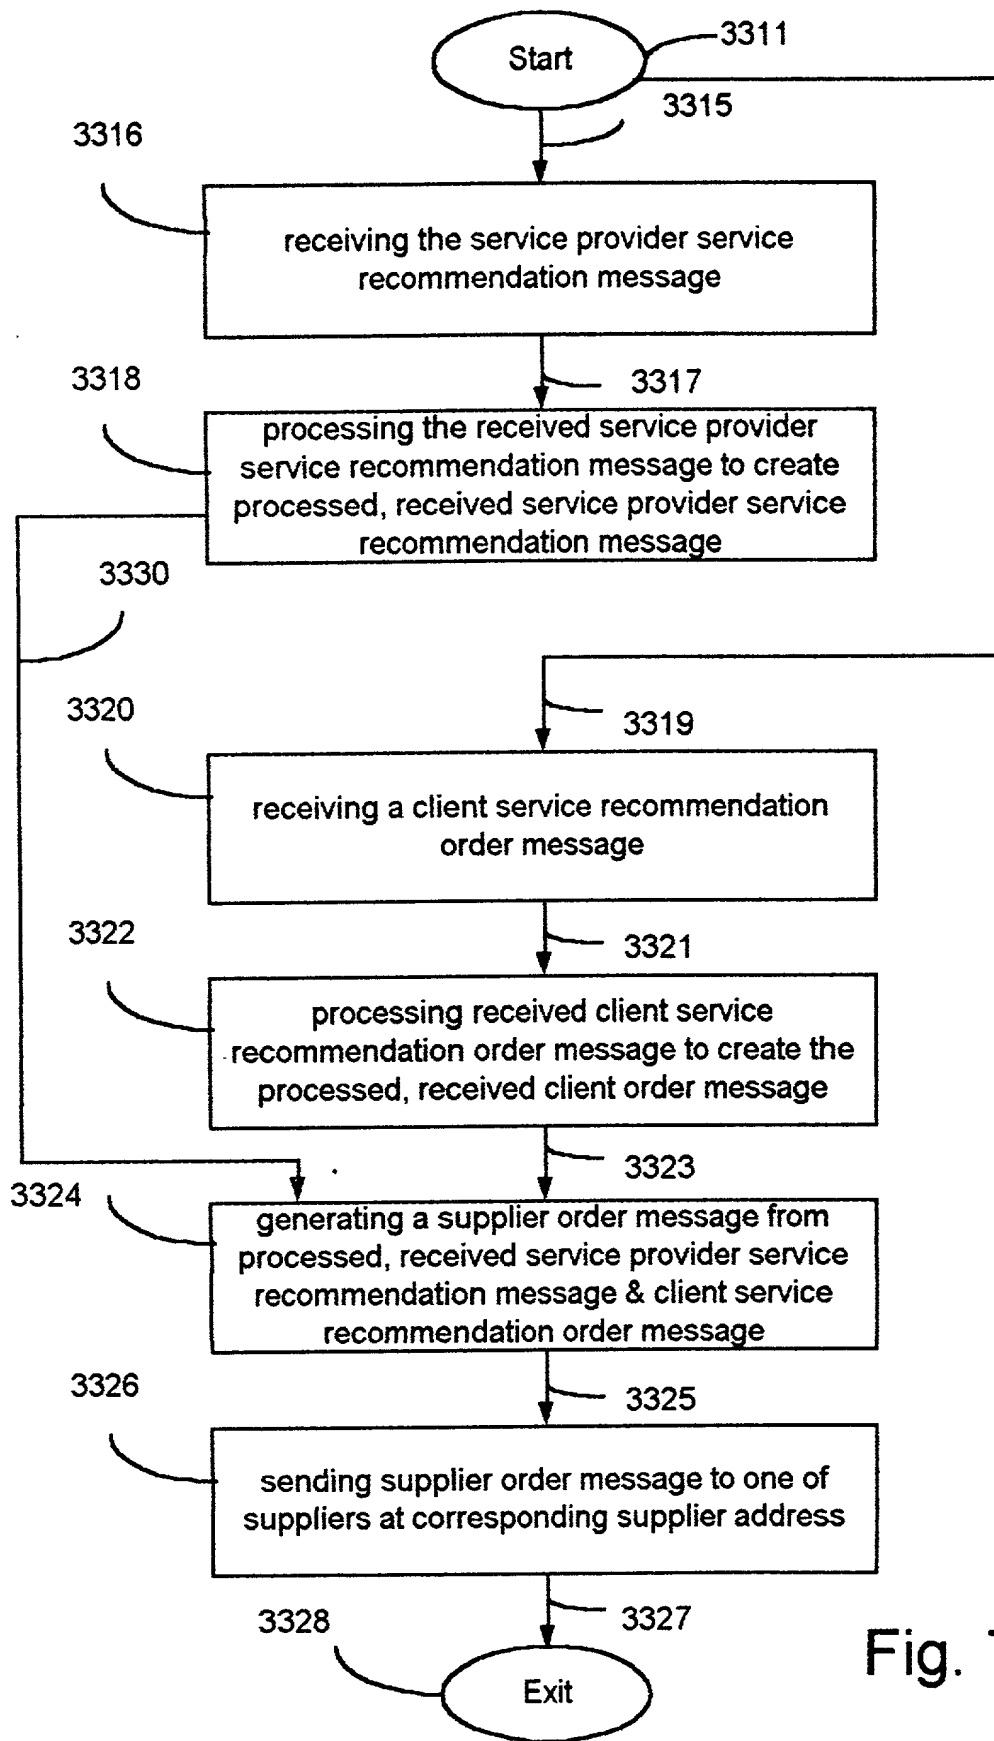 Start
3311
3315
3316
receiving the service provider service
recommendation message
3317
3318
processing the received service provider
service recommendation message to create
processed, received service provider service
recommendation message
3330
3319
3320
receiving a client service recommendation
order message
3321
3322
processing received client service
recommendation order message to create the
processed, received client order message
3323
3324
generating a supplier order message from
processed, received service provider service
recommendation message & client service
recommendation order message
3325
3326
sending supplier order message to one of
suppliers at corresponding supplier address
3327
3328
Exit
Fig.